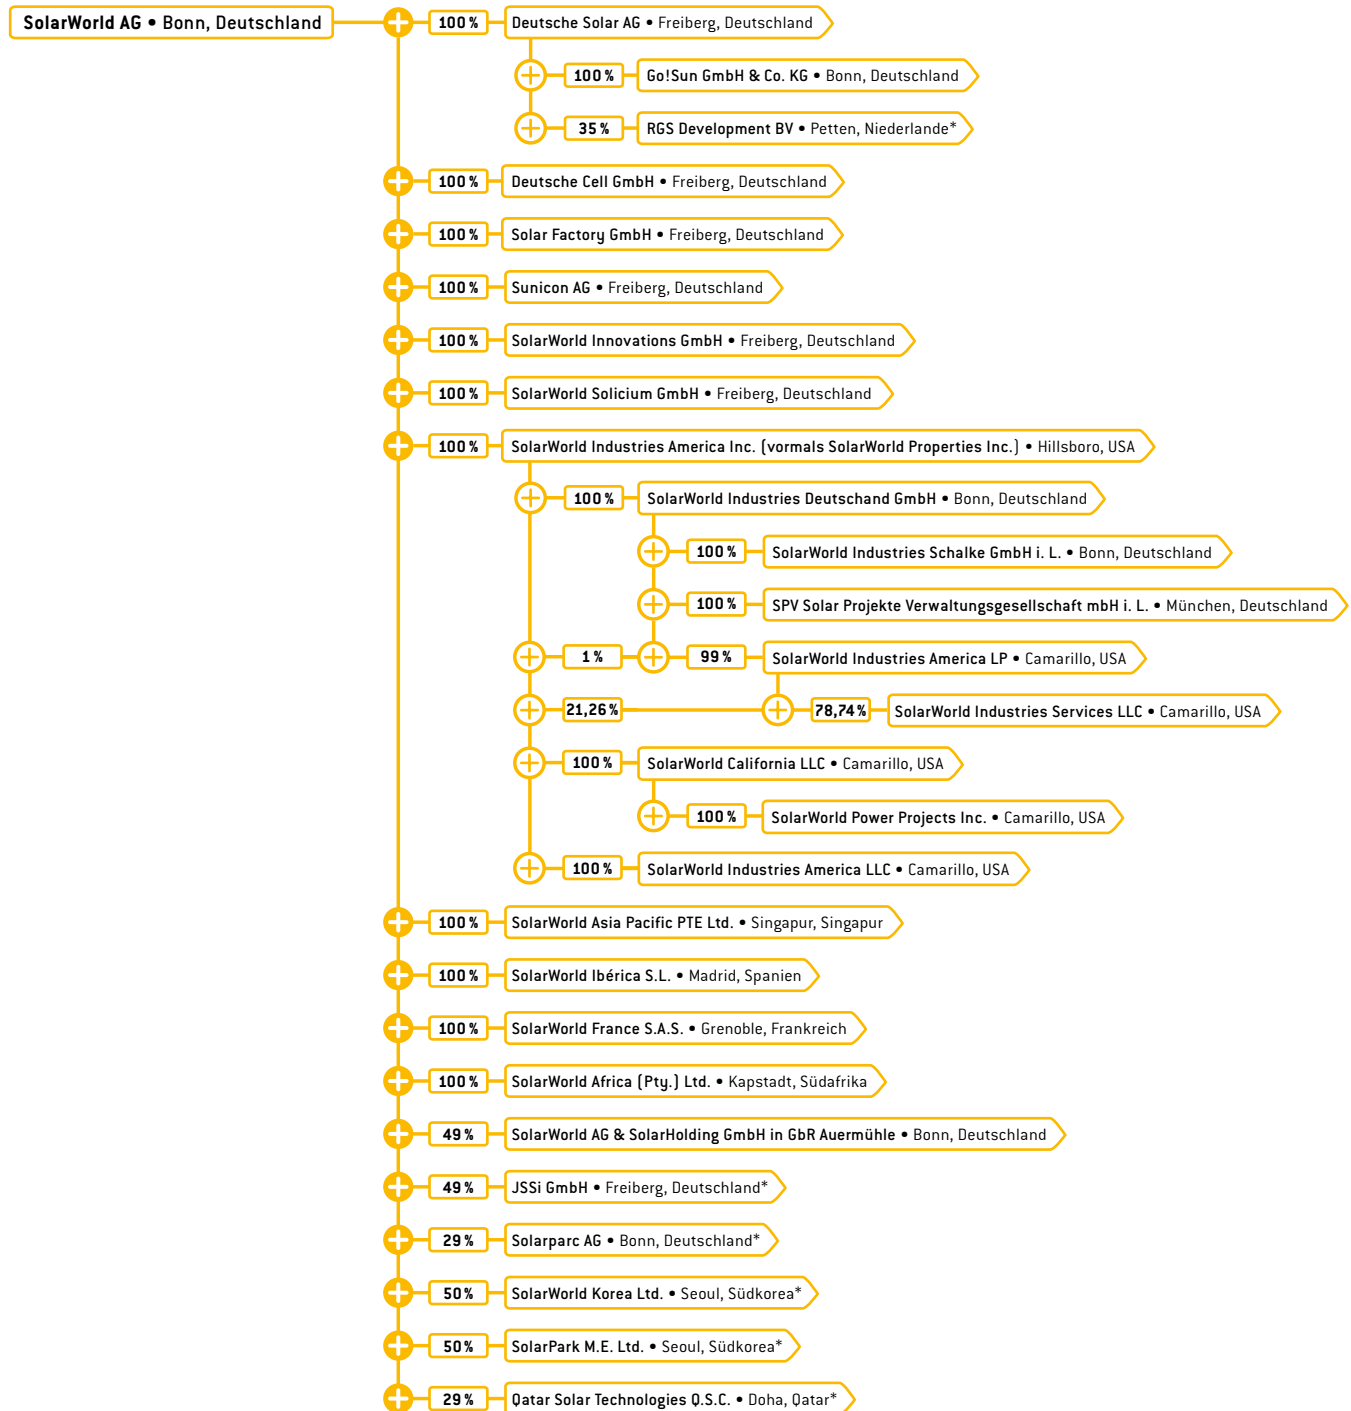 SolarWorld AG • Bonn, Deutschland
100 % Deutsche Solar AG • Freiberg, Deutschland
100 % Go!Sun GmbH & Co. KG • Bonn, Deutschland
35 % RGS Development BV • Petten, Niederlande*
100 % Deutsche Cell GmbH • Freiberg, Deutschland
100 % Solar Factory GmbH • Freiberg, Deutschland
100 % Sunicon AG • Freiberg, Deutschland
100 % SolarWorld Innovations GmbH • Freiberg, Deutschland
100 % SolarWorld Solicium GmbH • Freiberg, Deutschland
100 % SolarWorld Industries America Inc. (vormals SolarWorld Properties Inc.) • Hillsboro, USA
100 % SolarWorld Industries Deutschand GmbH • Bonn, Deutschland
100 % SolarWorld Industries Schalke GmbH i. L. • Bonn, Deutschland
100 % SPV Solar Projekte Verwaltungsgesellschaft mbH i. L. • München, Deutschland
1 % 99 % SolarWorld Industries America LP • Camarillo, USA
21,26 % 78,74 % SolarWorld Industries Services LLC • Camarillo, USA
100 % SolarWorld California LLC • Camarillo, USA
100 % SolarWorld Power Projects Inc. • Camarillo, USA
100 % SolarWorld Industries America LLC • Camarillo, USA
100 % SolarWorld Asia Pacific PTE Ltd. • Singapur, Singapur
100 % SolarWorld Ibérica S.L. • Madrid, Spanien
100 % SolarWorld France S.A.S. • Grenoble, Frankreich
100 % SolarWorld Africa (Pty.) Ltd. • Kapstadt, Südafrika
49 % SolarWorld AG & SolarHolding GmbH in GbR Auermühle • Bonn, Deutschland
49 % JSSi GmbH • Freiberg, Deutschland*
29 % Solarparc AG • Bonn, Deutschland*
50 % SolarWorld Korea Ltd. • Seoul, Südkorea*
50 % SolarPark M.E. Ltd. • Seoul, Südkorea*
29 % Qatar Solar Technologies Q.S.C. • Doha, Qatar*